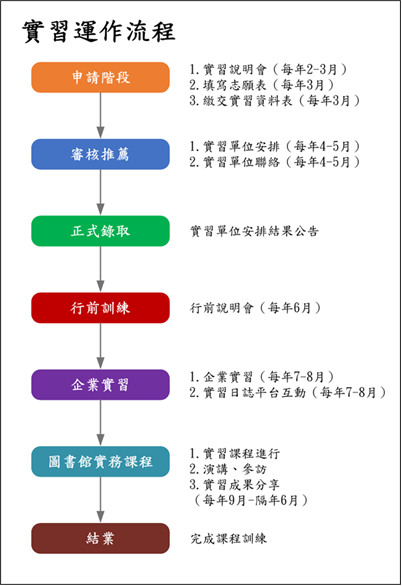 實習運作流程
申請階段
1.實習說明會（每年2-3月）
2.填寫志願表（每年3月）
3.繳交實習資料表（每年3月）
審核推薦
1.實習單位安排（每年4-5月）
2.實習單位聯絡（每年4-5月）
正式錄取
實習單位安排結果公告
行前訓練
行前說明會（每年6月）
企業實習
1.企業實習（每年7-8月）
2.實習日誌平台互動（每年7-8月）
圖書館實務課程
1.實習課程進行
2.演講、參訪
3.實習成果分享
（每年9月-隔年6月）
結業
完成課程訓練